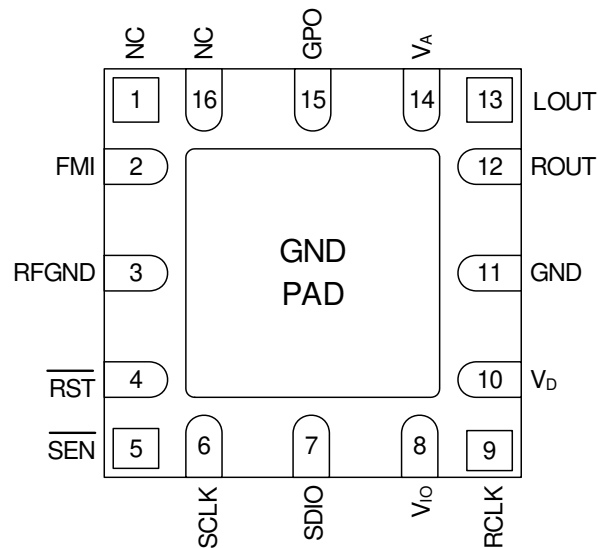 NC
NC
GPO
VA
1
16
15
14
13
LOUT
FMI
2
12
ROUT
RFGND
3
GND
PAD
11
GND
RST
4
10
VD
SEN
5
6
7
8
9
SCLK
SDIO
VIO
RCLK